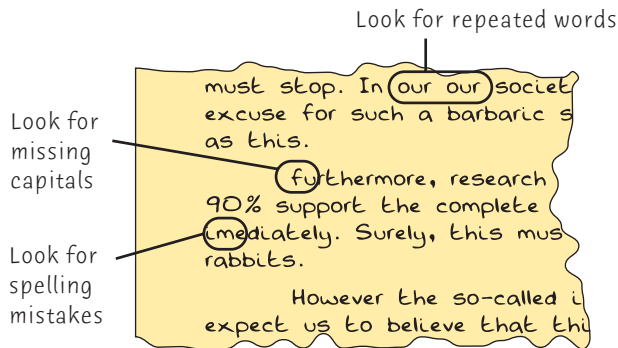 Look for repeated words
must stop. In our our societ
excuse for such a barbaric s
as this.
Look for
missing
capitals
furthermore, research
90% support the complete
imediately. Surely, this mus
rabbits.
Look for
spelling
mistakes
However the so-called i
expect us to believe that thi